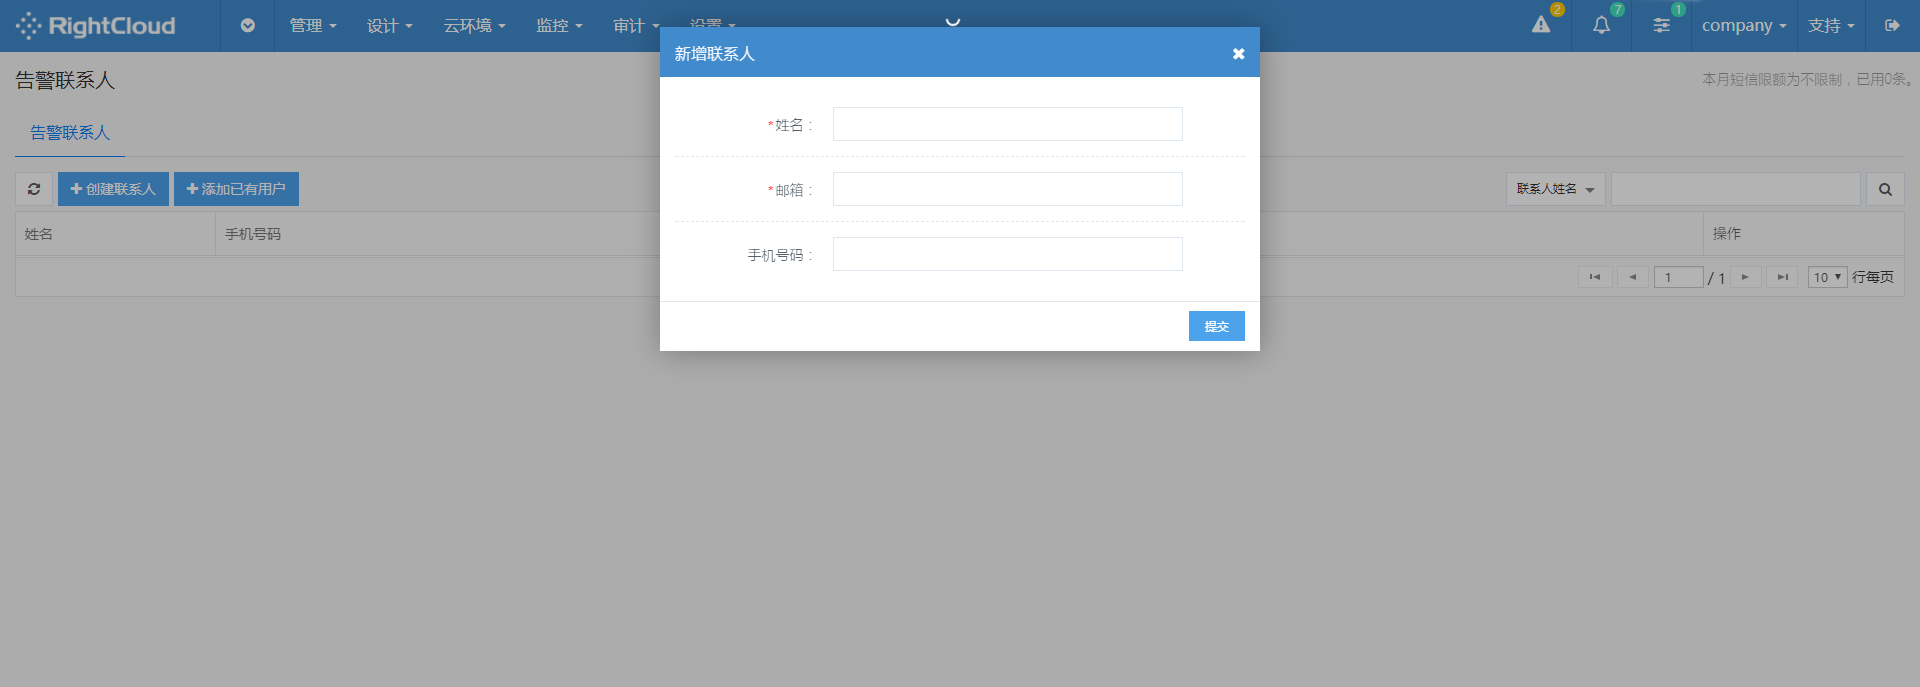 RightCloud
管理 设计 云环境 监控 审计 设置
2 7 1 company 支持
新增联系人
告警联系人
本月短信限额为不限制，已用0条。
告警联系人
*姓名：
*邮箱：
手机号码：
提交
创建联系人 添加已有用户 联系人姓名
姓名 手机号码 操作
1 / 1 10 行每页